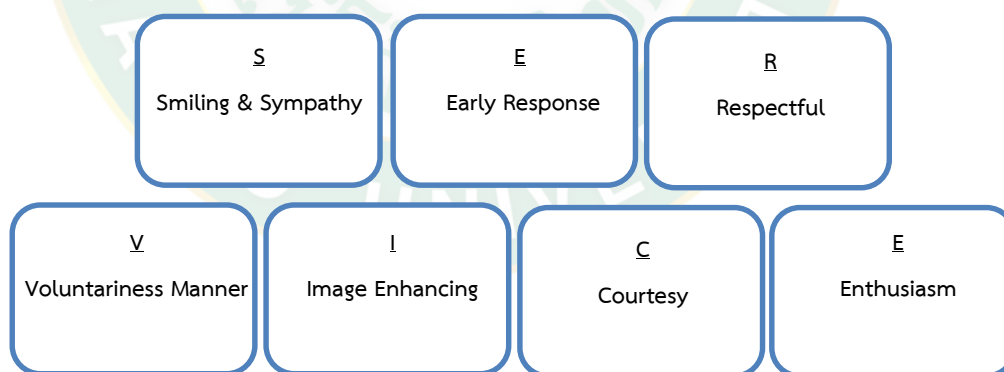 S
Smiling & Sympathy
E
Early Response
R
Respectful
V
Voluntariness Manner
I
Image Enhancing
C
Courtesy
E
Enthusiasm